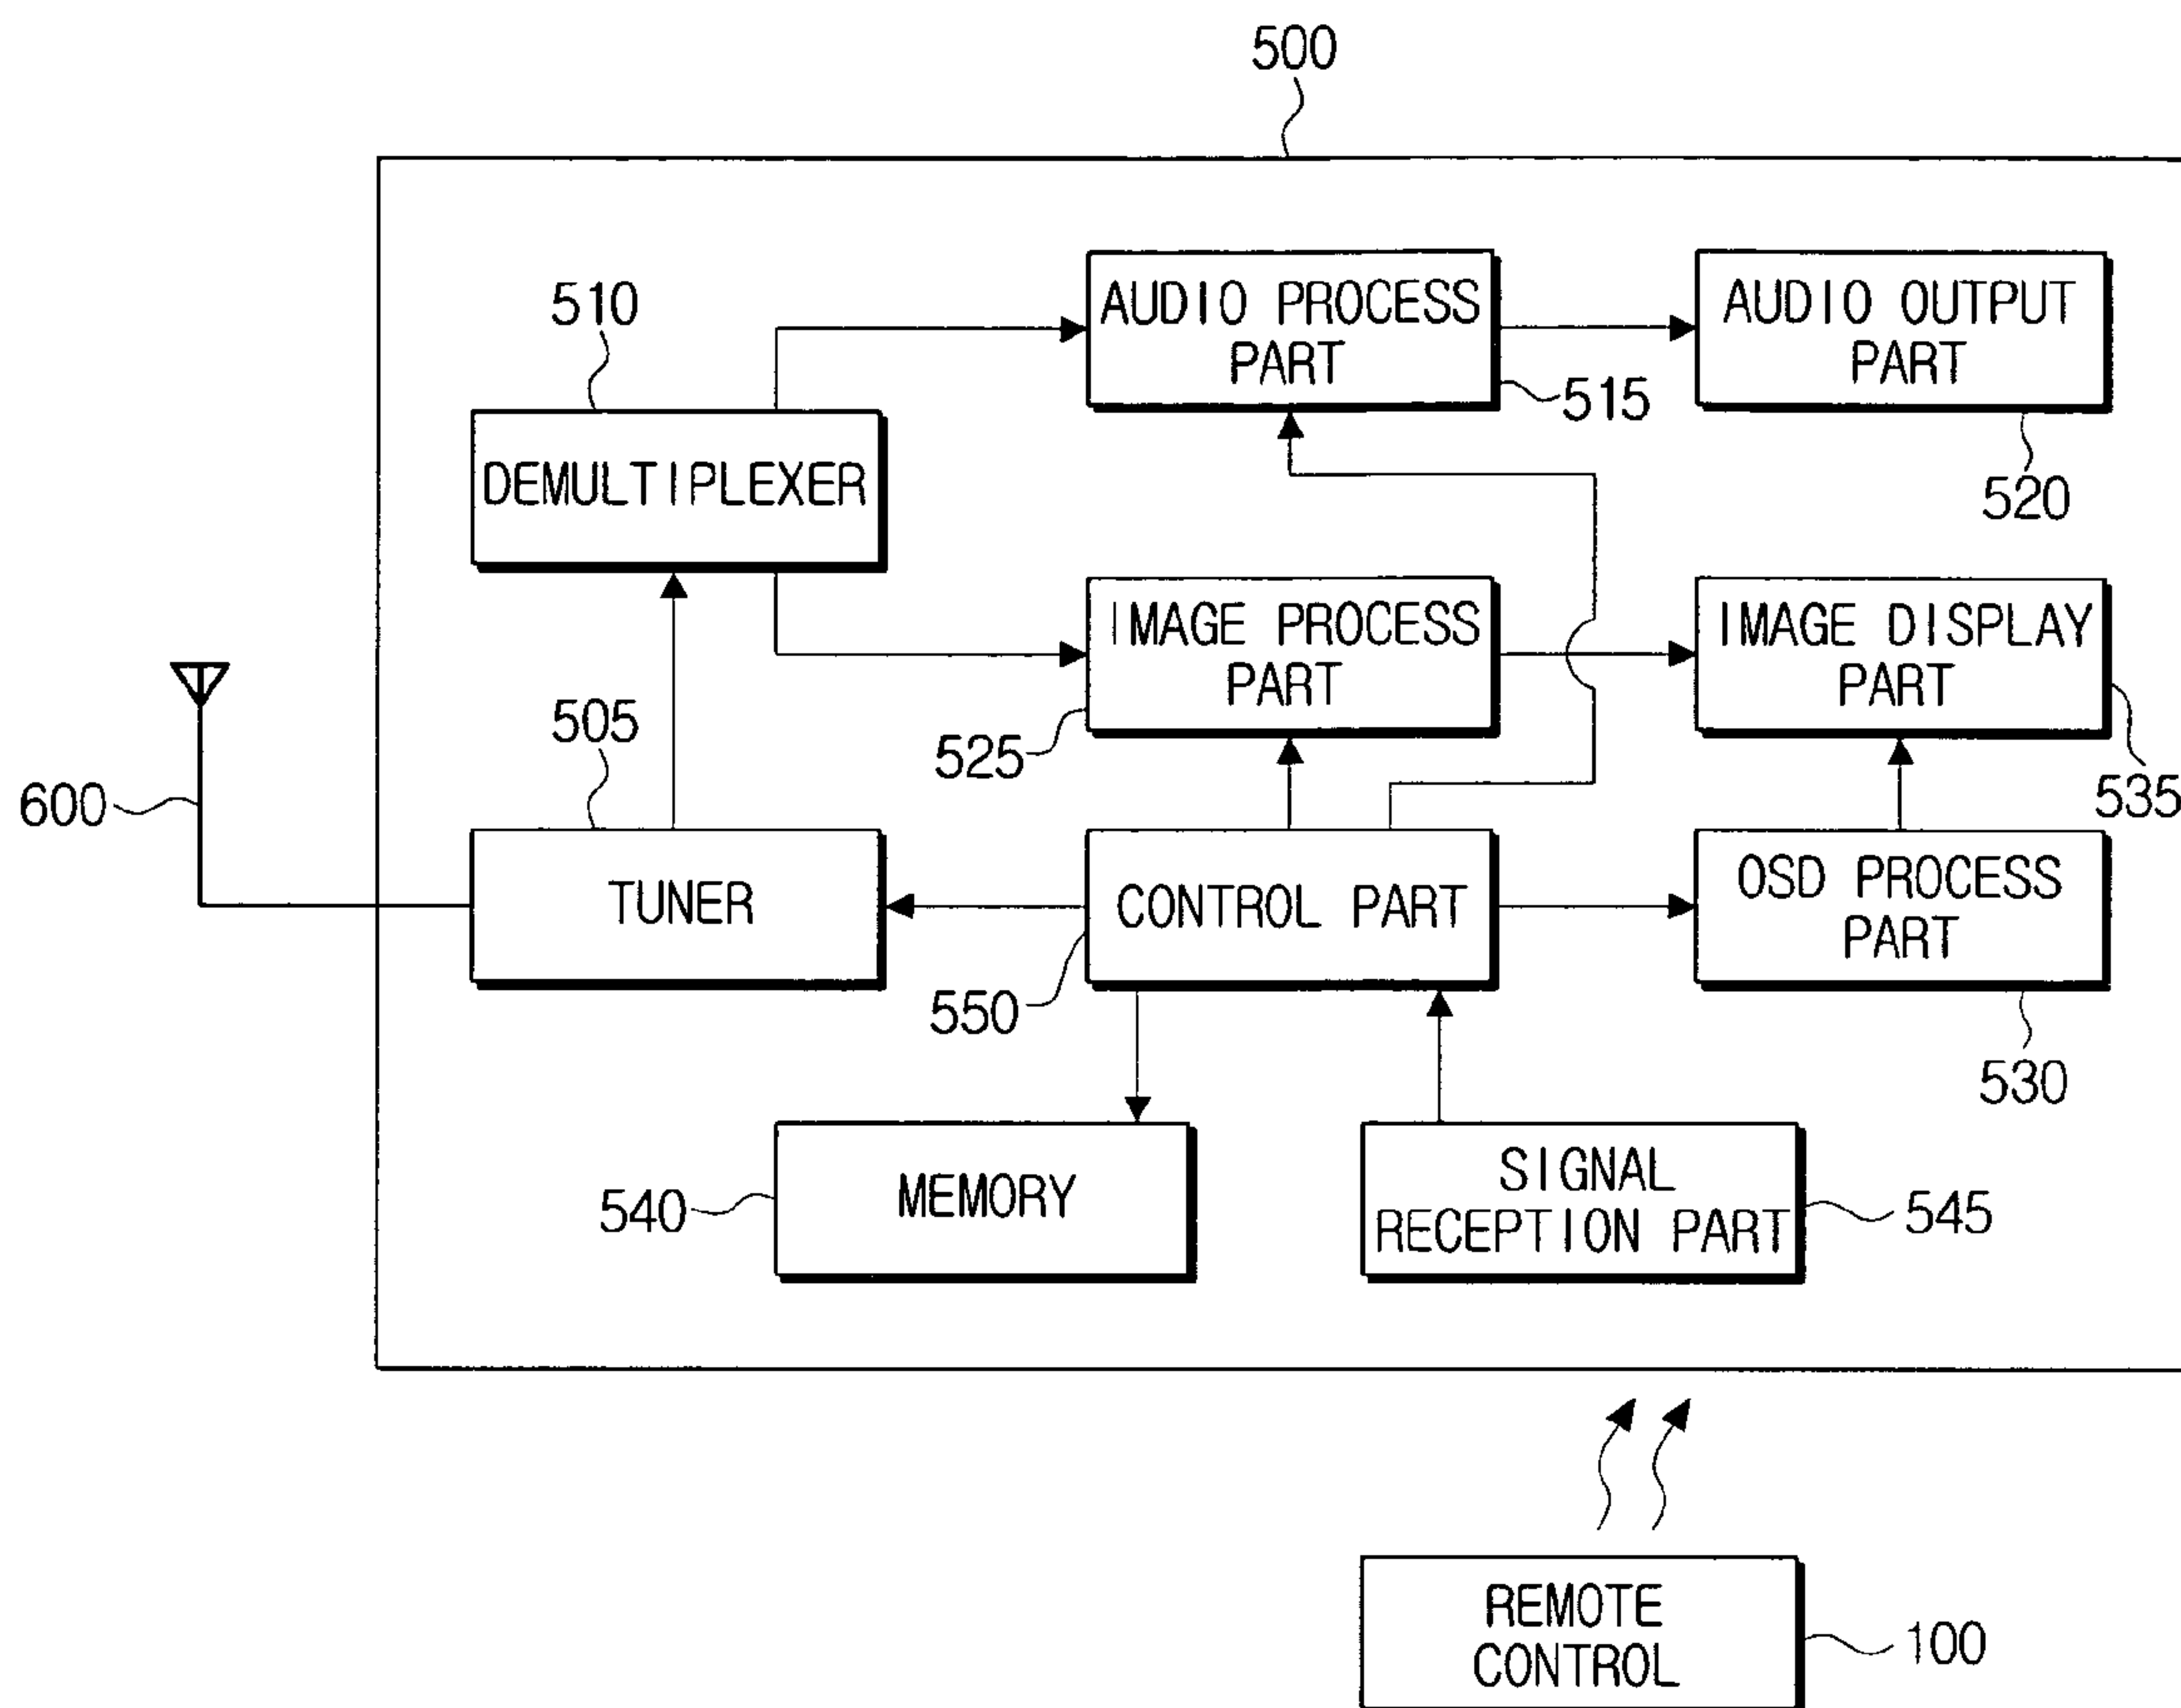 500
510
AUDIO PROCESS
PART
AUDIO OUTPUT
PART
515
DEMULTIPLEXER
520
IMAGE PROCESS
PART
IMAGE DISPLAY
PART
505
525
535
600
TUNER
CONTROL PART
OSD PROCESS
PART
550
530
MEMORY
SIGNAL
RECEPTION PART
540
545
REMOTE
CONTROL
100